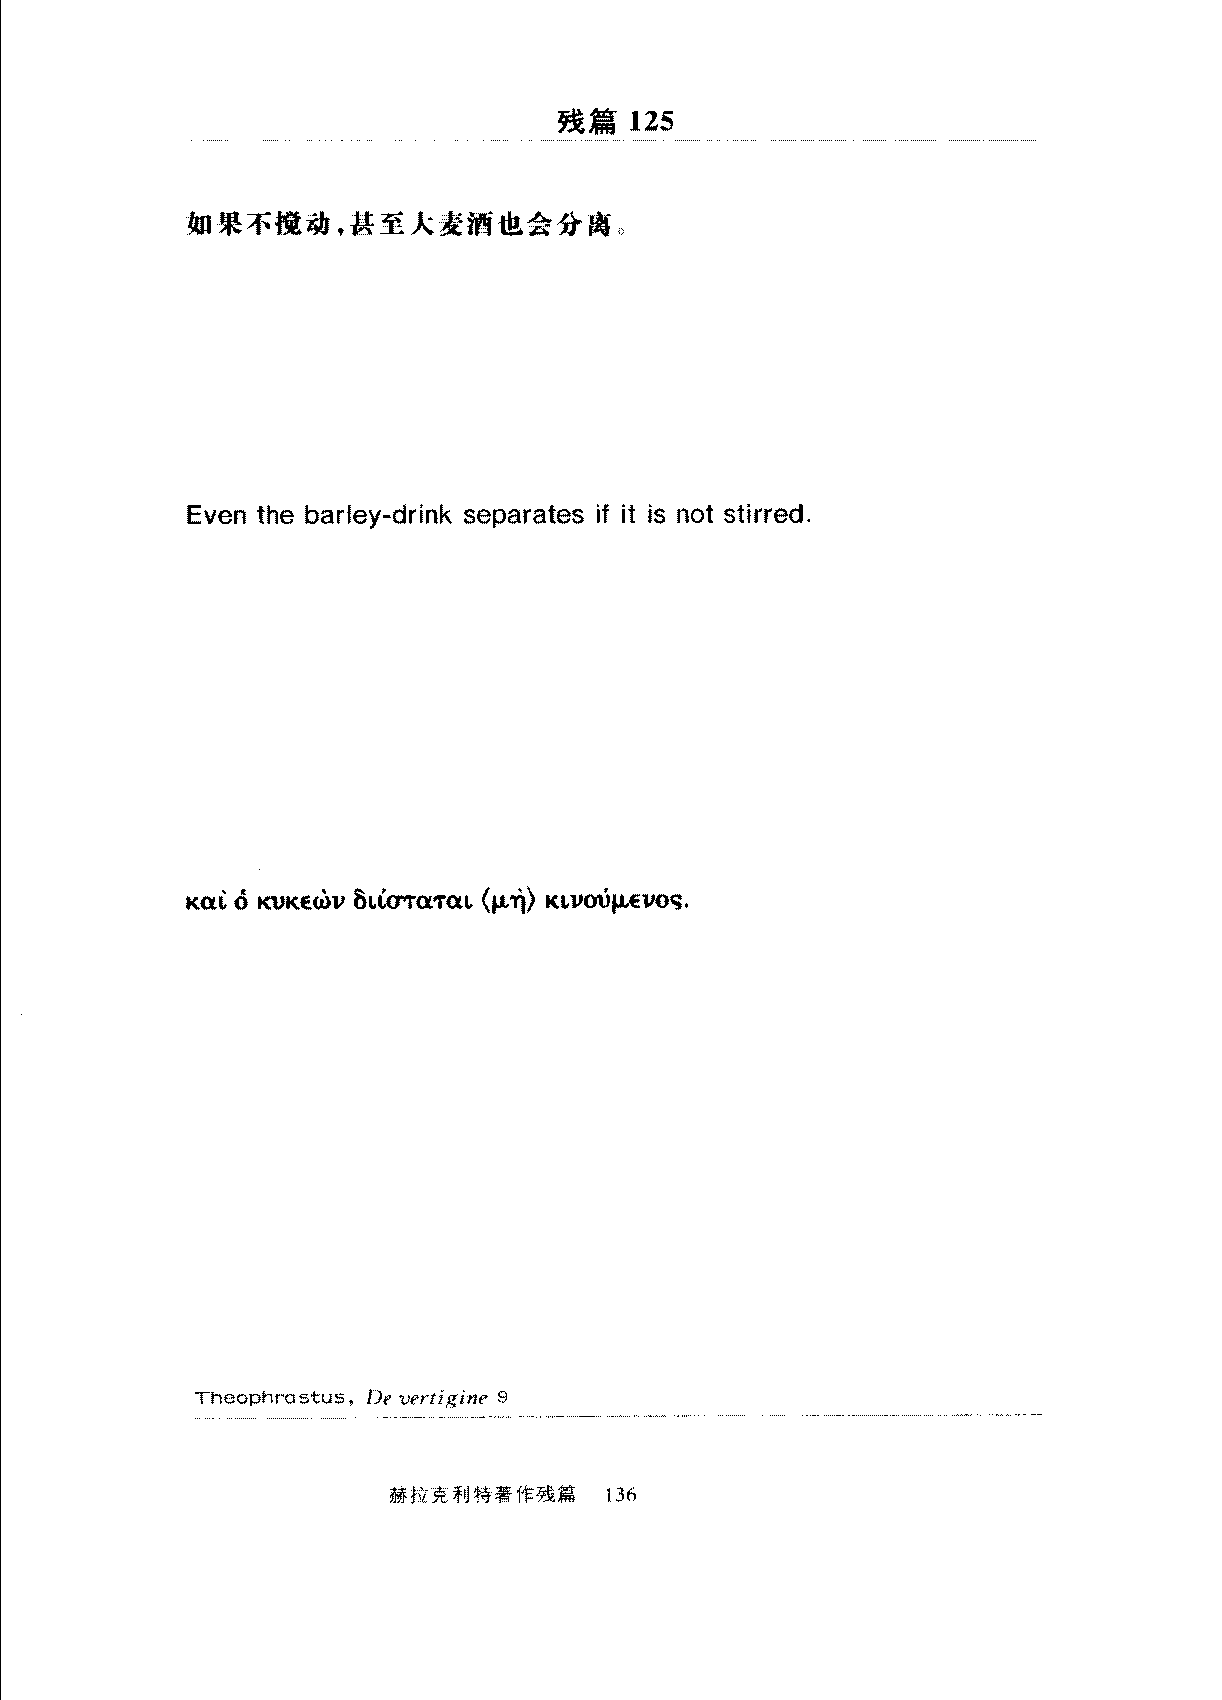 残篇 125
如果不搅动,甚至大麦酒也会分离。
Even the barley-drink separates if it is not stirred.
καὶ ὁ κυκεὼν διίσταται ⟨μὴ⟩ κινούμενος.
Theophrastus, De vertigine 9
赫拉克利特著作残篇 136